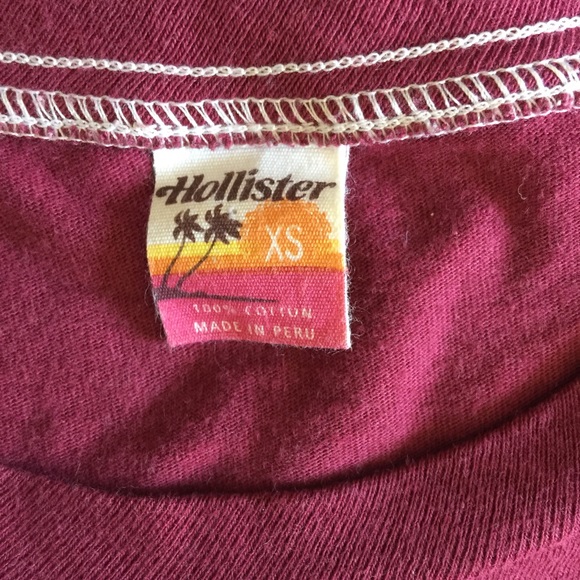 Hollister
XS
100% COTTON
MADE IN PERU